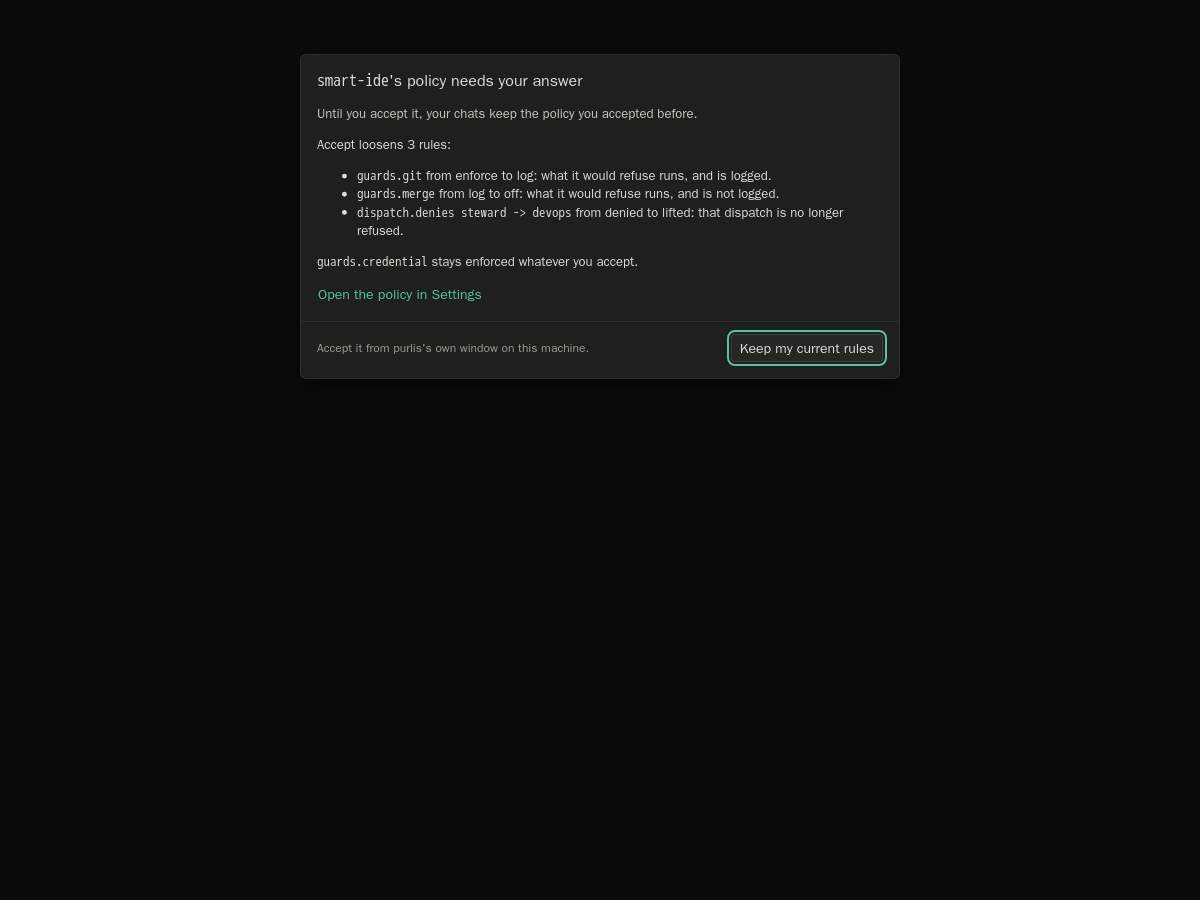 smart-ide's policy needs your answer
Until you accept it, your chats keep the policy you accepted before.
Accept loosens 3 rules:
• guards.git from enforce to log: what it would refuse runs, and is logged.
• guards.merge from log to off: what it would refuse runs, and is not logged.
• dispatch.denies steward -> devops from denied to lifted: that dispatch is no longer
refused.
guards.credential stays enforced whatever you accept.
Open the policy in Settings
Accept it from purlis's own window on this machine.
Keep my current rules